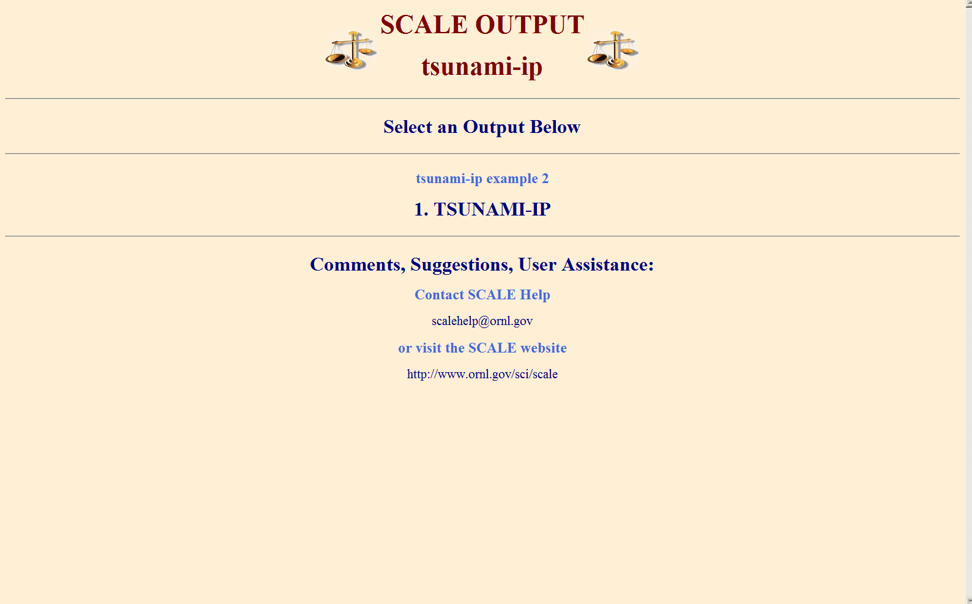 SCALE OUTPUT
tsunami-ip
Select an Output Below
tsunami-ip example 2
1. TSUNAMI-IP
Comments, Suggestions, User Assistance:
Contact SCALE Help
scalehelp@ornl.gov
or visit the SCALE website
http://www.ornl.gov/sci/scale